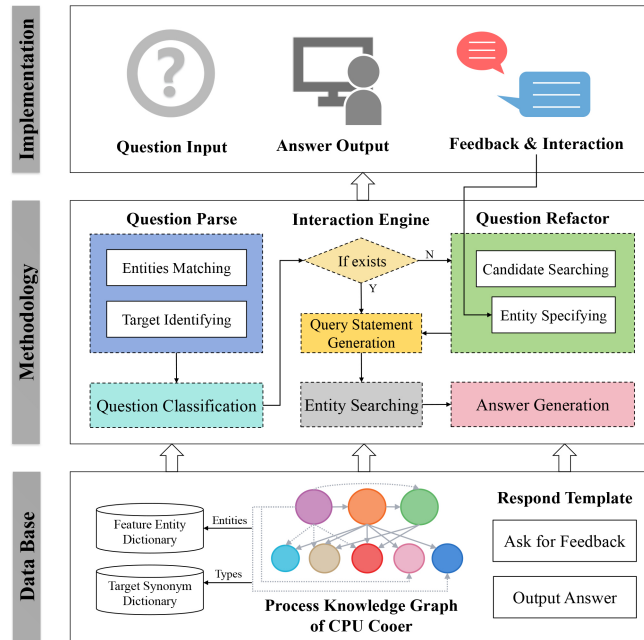 Implementation
?
Question Input
Answer Output
Feedback & Interaction
Methodology
Question Parse
Interaction Engine
Question Refactor
Entities Matching
Target Identifying
If exists
N
Y
Candidate Searching
Entity Specifying
Query Statement
Generation
Question Classification
Entity Searching
Answer Generation
Data Base
Feature Entity
Dictionary
Entities
Target Synonym
Dictionary
Types
Process Knowledge Graph
of CPU Cooer
Respond Template
Ask for Feedback
Output Answer